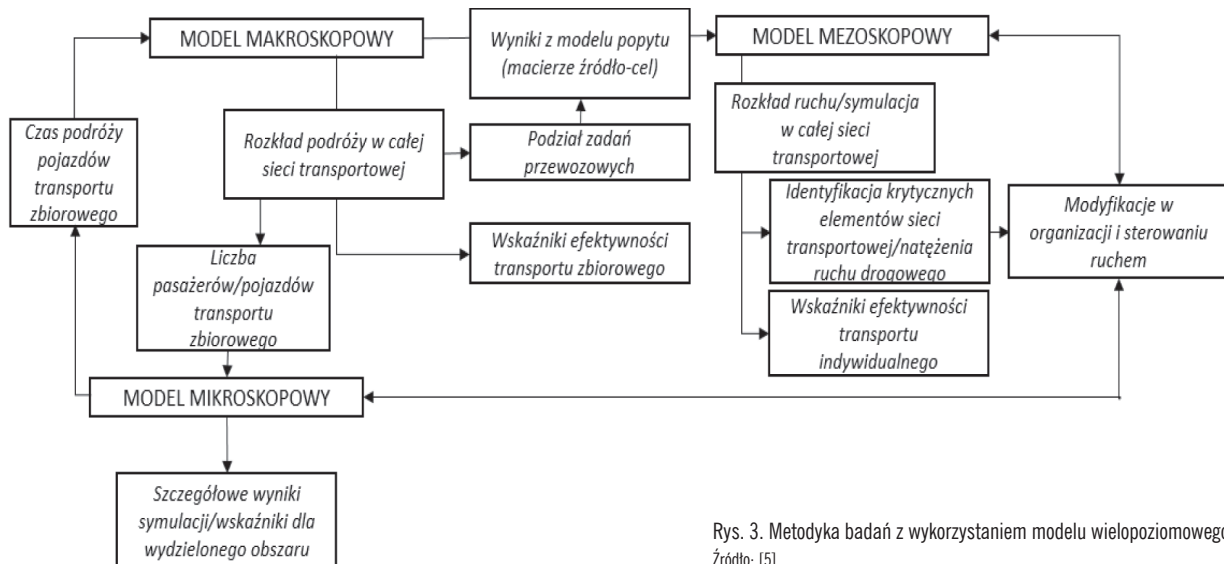 MODEL MAKROSKOPOWY
Wyniki z modelu popytu
(macierze źródło-cel)
MODEL MEZOSKOPOWY
Czas podróży
pojazdów
transportu
zbiorowego
Rozkład podróży w całej
sieci transportowej
Podział zadań
przewozowych
Rozkład ruchu/symulacja
w całej sieci
transportowej
Identyfikacja krytycznych
elementów sieci
transportowej/natężenia
ruchu drogowego
Modyfikacje w
organizacji i sterowaniu
ruchem
Wskaźniki efektywności
transportu zbiorowego
Liczba
pasażerów/pojazdów
transportu
zbiorowego
Wskaźniki efektywności
transportu
indywidualnego
MODEL MIKROSKOPOWY
Szczegółowe wyniki
symulacji/wskaźniki dla
wydzielonego obszaru
Rys. 3. Metodyka badań z wykorzystaniem modelu wielopoziomowego
Źródło: [5]